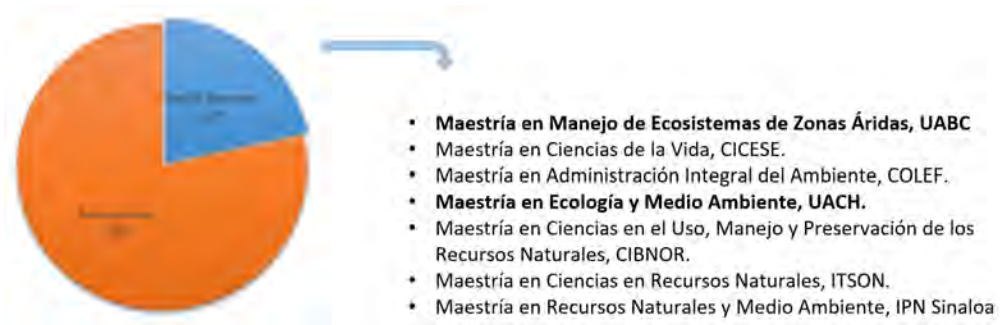 • Maestría en Manejo de Ecosistemas de Zonas Áridas, UABC
• Maestría en Ciencias de la Vida, CICESE.
• Maestría en Administración Integral del Ambiente, COLEF.
• Maestría en Ecología y Medio Ambiente, UACH.
• Maestría en Ciencias en el Uso, Manejo y Preservación de los
Recursos Naturales, CIBNOR.
• Maestría en Ciencias en Recursos Naturales, ITSON.
• Maestría en Recursos Naturales y Medio Ambiente, IPN Sinaloa